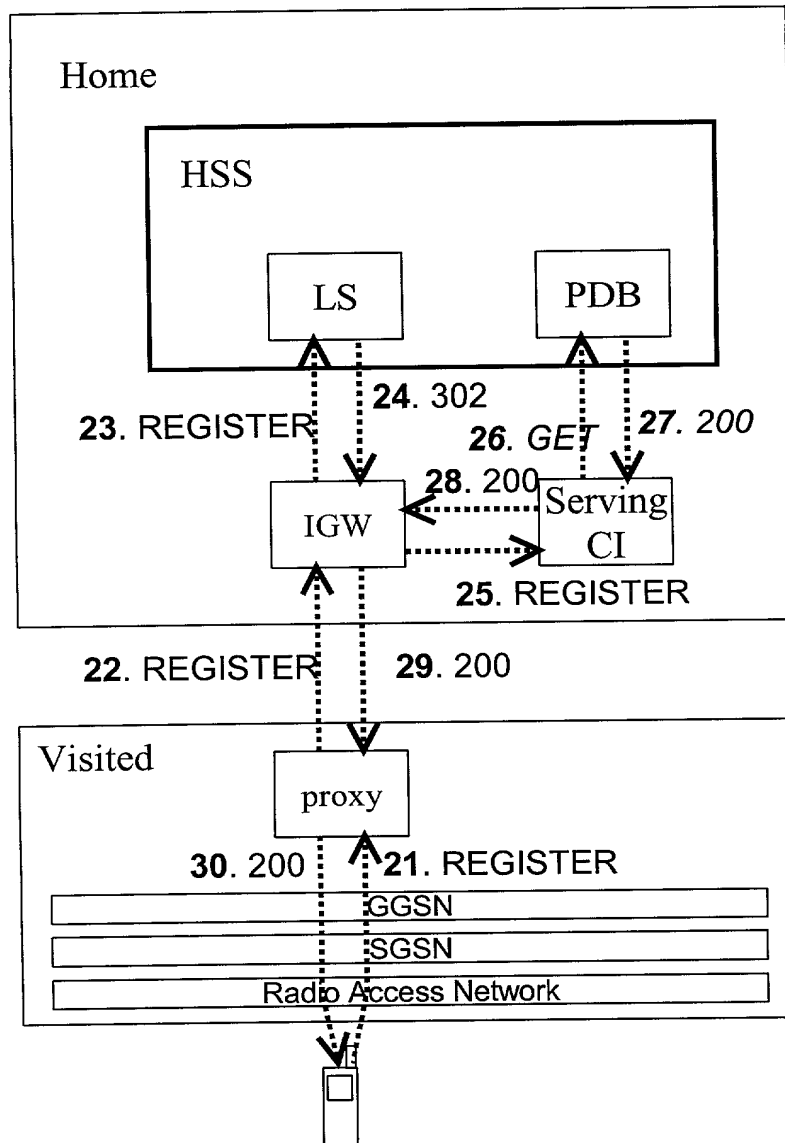 Home
HSS
LS
PDB
24. 302
23. REGISTER
26. GET
27. 200
28. 200
IGW
Serving
CI
25. REGISTER
22. REGISTER
29. 200
Visited
proxy
30. 200
21. REGISTER
GGSN
SGSN
Radio Access Network